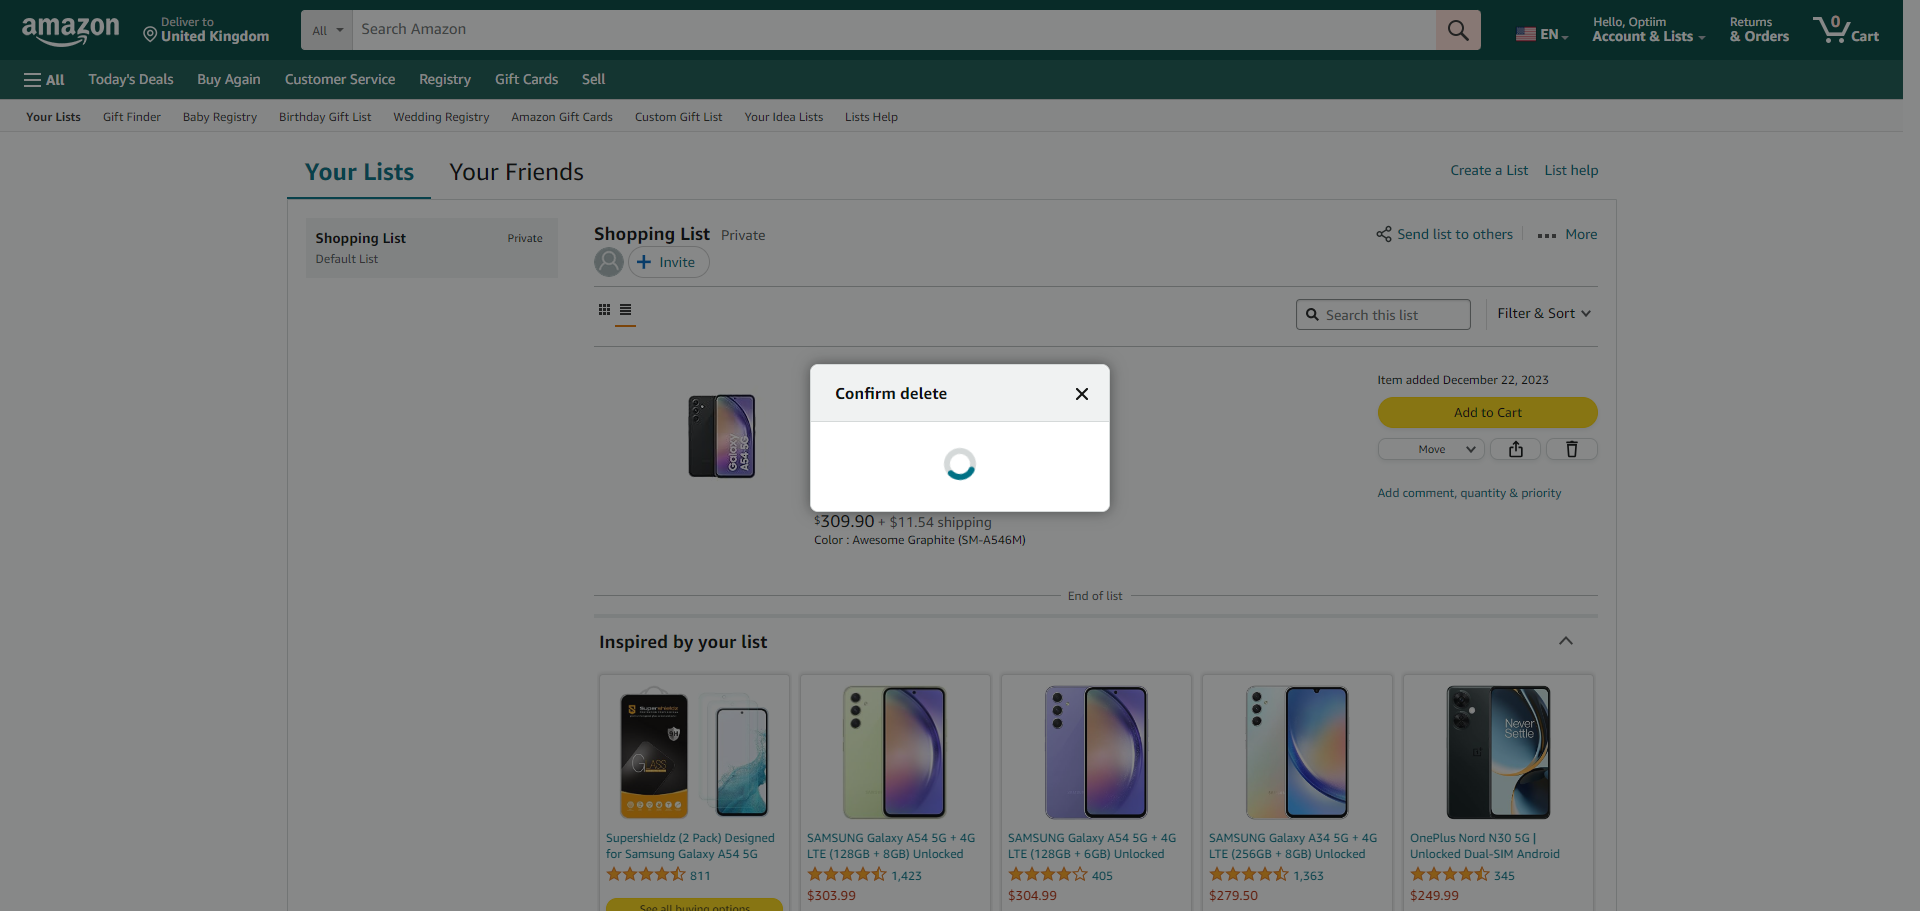 amazon
Deliver to
United Kingdom
All
Search Amazon
EN
Hello, Optiim
Account & Lists
Returns
& Orders
0
Cart
All
Today's Deals
Buy Again
Customer Service
Registry
Gift Cards
Sell
Your Lists
Gift Finder
Baby Registry
Birthday Gift List
Wedding Registry
Amazon Gift Cards
Custom Gift List
Your Idea Lists
Lists Help
Your Lists
Your Friends
Create a List
List help
Shopping List
Private
Default List
Shopping List
Private
Send list to others
More
Invite
Search this list
Filter & Sort
Confirm delete
Galaxy
A54 5G
Item added December 22, 2023
Add to Cart
Move
Add comment, quantity & priority
$309.90 + $11.54 shipping
Color : Awesome Graphite (SM-A546M)
End of list
Inspired by your list
Supershieldz
GLASS
9H
Never
Settle
Supershieldz (2 Pack) Designed
for Samsung Galaxy A54 5G
811
See all buying options
SAMSUNG Galaxy A54 5G + 4G
LTE (128GB + 8GB) Unlocked
1,423
$303.99
SAMSUNG Galaxy A54 5G + 4G
LTE (128GB + 6GB) Unlocked
405
$304.99
SAMSUNG Galaxy A34 5G + 4G
LTE (256GB + 8GB) Unlocked
1,363
$279.50
OnePlus Nord N30 5G |
Unlocked Dual-SIM Android
345
$249.99